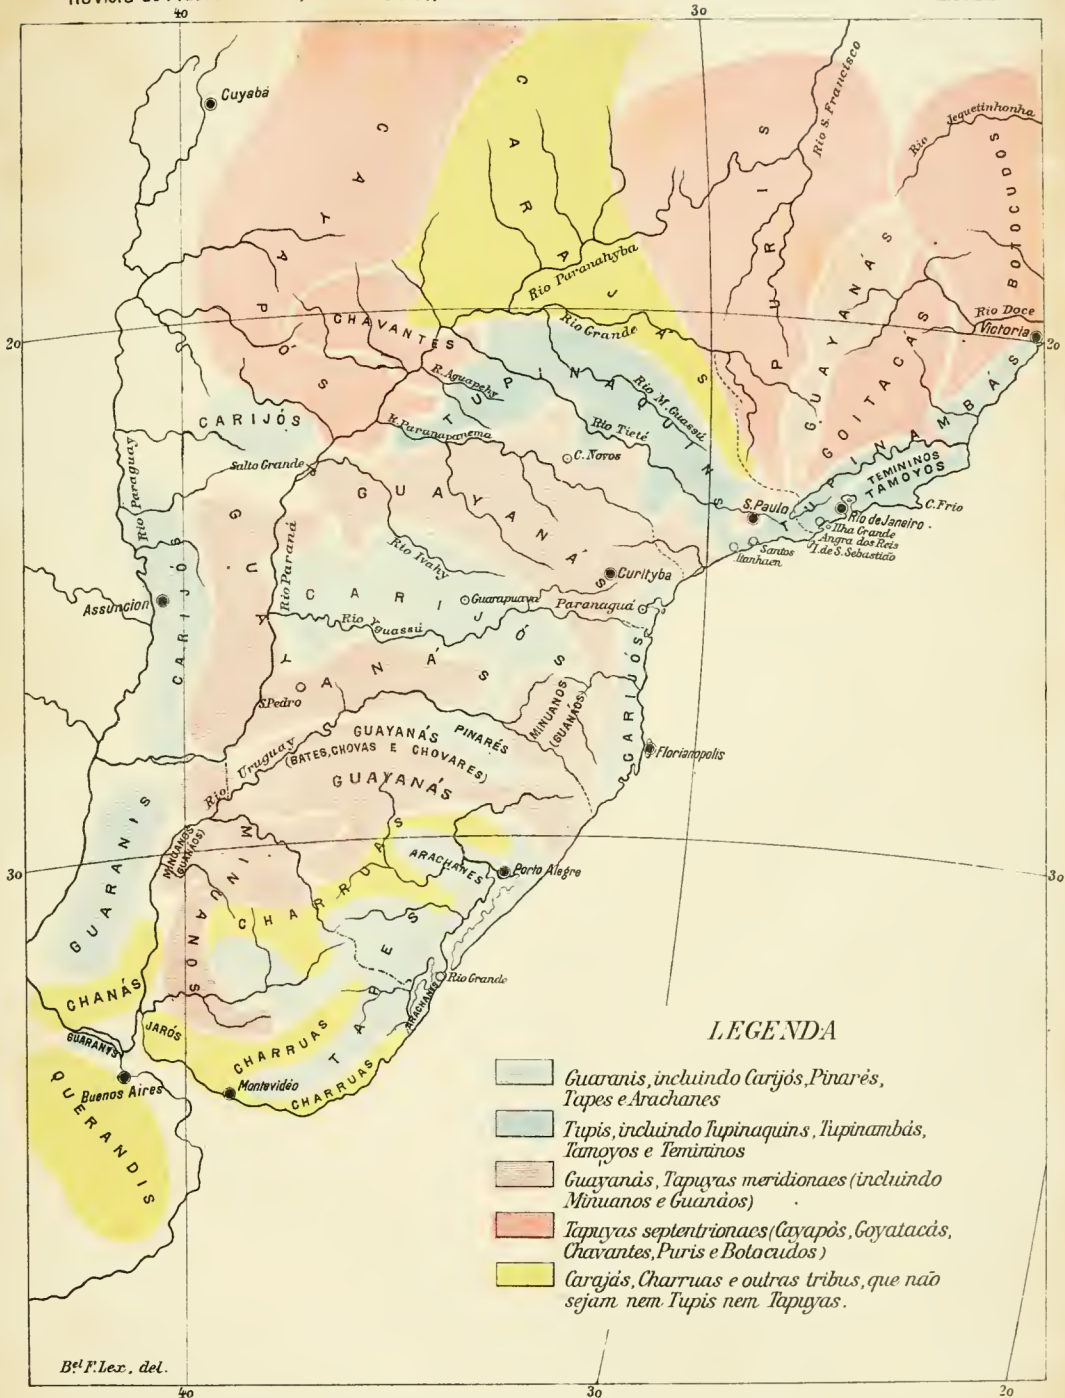 40
30
Cuyabá
CAYAPÓS
CARAJÁS
PURIS
Rio S. Francisco
Rio Jequetinhonha
BOTOCUDOS
GUAYANÁS
GOITACÁS
Rio Doce
Victoria
20
20
Rio Paranahyba
Rio Grande
CHAVANTES
R. Aguapehy
TUPINAQUINS
Rio M. Guassú
Rio Tieté
R. Paranapanema
CARIJÓS
Salto Grande
C. Novos
Rio Paraguay
TUPINAMBÁS
TEMININOS
TAMOYOS
C. Frio
S. Paulo
Rio de Janeiro
Ilha Grande
Angra dos Reis
I. de S. Sebastião
Santos
Itanhaen
GUAYANÁS
GUAYANÁS
Rio Paraná
Rio Ivahy
Curityba
Assuncion
CARIJÓS
CARIJÓS
Guarapuava
Paranaguá
Rio Yguassú
CARIJÓS
S. Pedro
MINUANOS
(GUANÁOS)
Florianopolis
Rio Uruguay
GUAYANÁS
PINARÉS
(BATES, CHOVAS E CHOVARES)
GUAYANÁS
GUARANIS
MINUANOS
(GUANÁOS)
MINUANOS
CHARRUAS
ARACHANES
Porto Alegre
30
30
TAPES
Rio Grande
ARACHANES
CHANÁS
JARÓS
GUARANIS
CHARRUAS
CHARRUAS
Montevidéo
Buenos Aires
QUERANDIS
LEGENDA
Guaranis, incluindo Carijós, Pinarés,
Tapes e Arachanes
Tupis, incluindo Tupinaquins, Tupinambás,
Tamoyos e Temininos
Guayanás, Tapuyas meridionaes (incluindo
Minuanos e Guanáos)
Tapuyas septentrionaes (Cayapós, Goyatacás,
Chavantes, Puris e Botocudos)
Carajás, Charruas e outras tribus, que não
sejam nem Tupis nem Tapuyas.
Bel F. Lex, del.
40
30
20